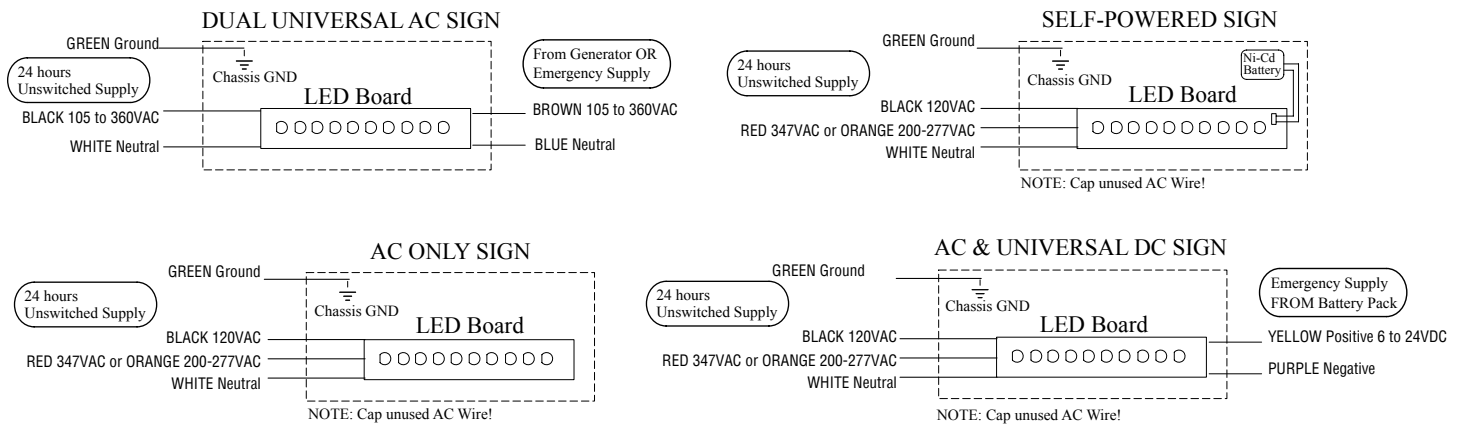 DUAL UNIVERSAL AC SIGN
GREEN Ground
Chassis GND
24 hours
Unswitched Supply
From Generator OR
Emergency Supply
LED Board
BLACK 105 to 360VAC
BROWN 105 to 360VAC
WHITE Neutral
BLUE Neutral
SELF-POWERED SIGN
GREEN Ground
Chassis GND
Ni-Cd
Battery
24 hours
Unswitched Supply
LED Board
BLACK 120VAC
RED 347VAC or ORANGE 200-277VAC
WHITE Neutral
NOTE: Cap unused AC Wire!
AC ONLY SIGN
GREEN Ground
Chassis GND
24 hours
Unswitched Supply
LED Board
BLACK 120VAC
RED 347VAC or ORANGE 200-277VAC
WHITE Neutral
NOTE: Cap unused AC Wire!
AC & UNIVERSAL DC SIGN
GREEN Ground
Chassis GND
24 hours
Unswitched Supply
Emergency Supply
FROM Battery Pack
LED Board
BLACK 120VAC
YELLOW Positive 6 to 24VDC
RED 347VAC or ORANGE 200-277VAC
PURPLE Negative
WHITE Neutral
NOTE: Cap unused AC Wire!